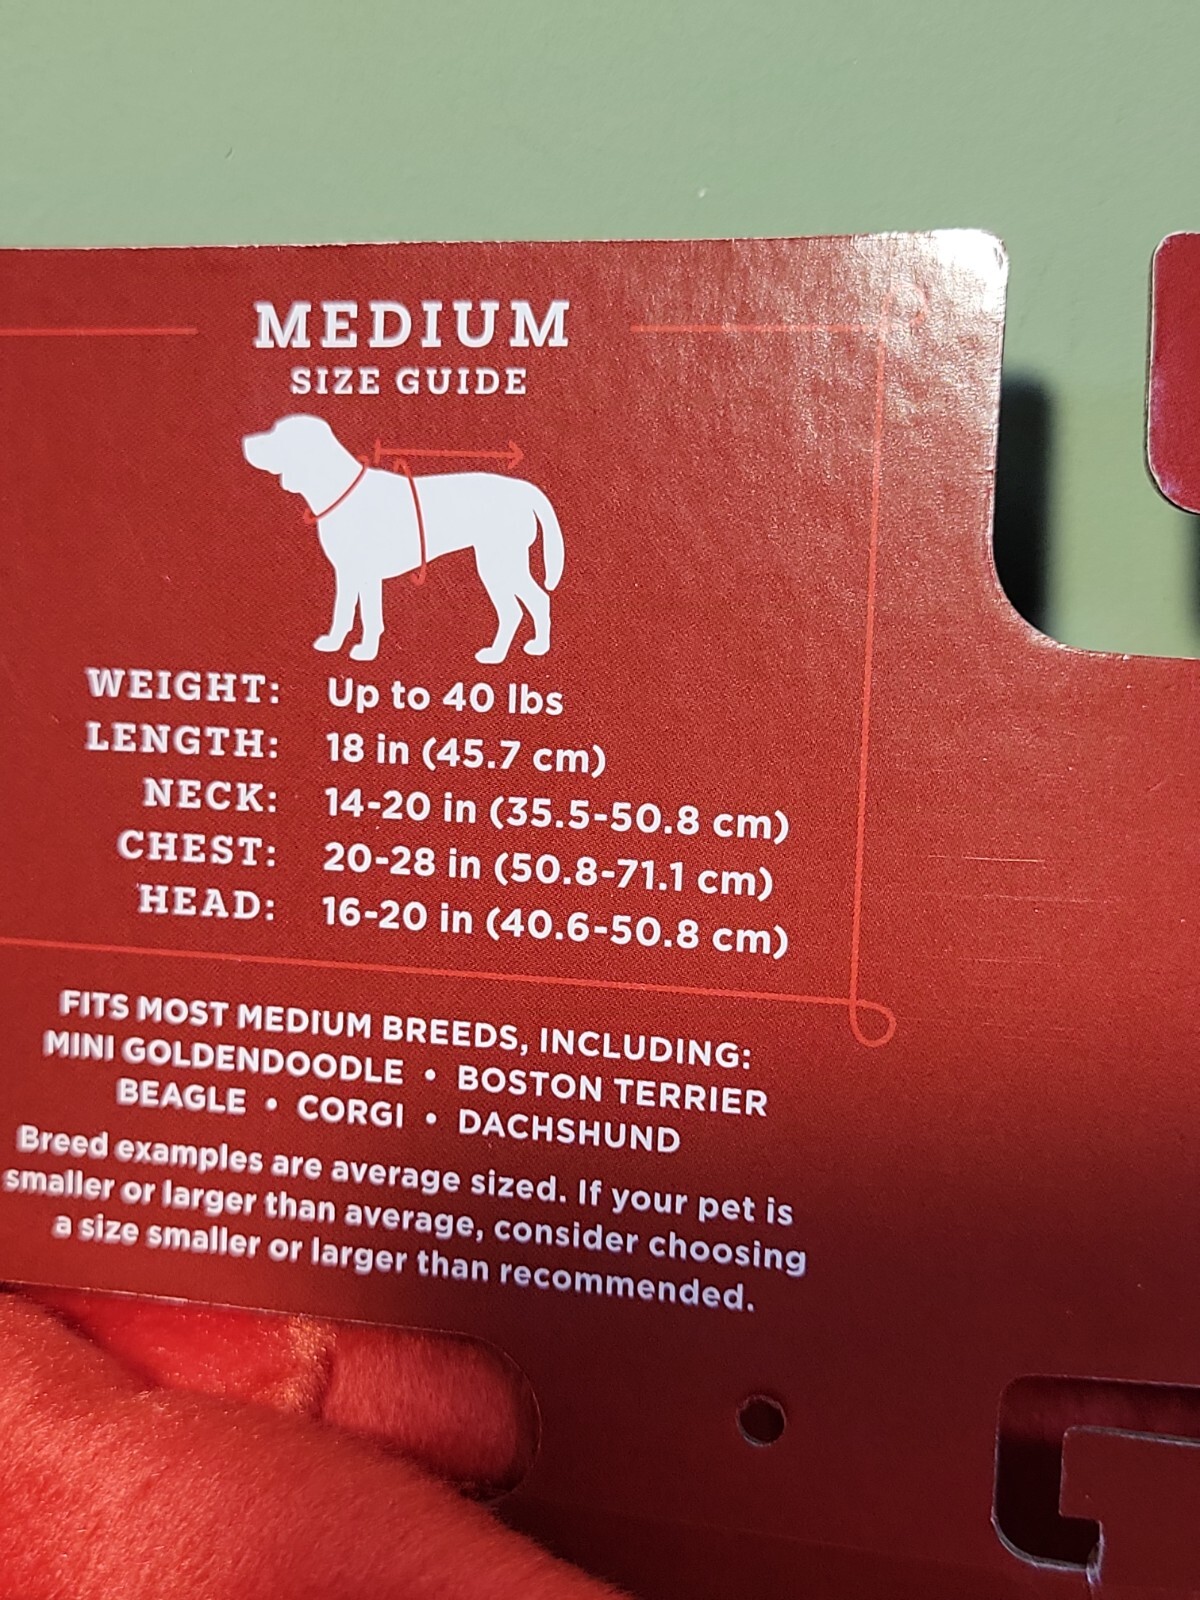 MEDIUM
SIZE GUIDE
WEIGHT: Up to 40 lbs
LENGTH: 18 in (45.7 cm)
NECK: 14-20 in (35.5-50.8 cm)
CHEST: 20-28 in (50.8-71.1 cm)
HEAD: 16-20 in (40.6-50.8 cm)
FITS MOST MEDIUM BREEDS, INCLUDING:
MINI GOLDENDOODLE • BOSTON TERRIER
BEAGLE • CORGI • DACHSHUND
Breed examples are average sized. If your pet is
smaller or larger than average, consider choosing
a size smaller or larger than recommended.